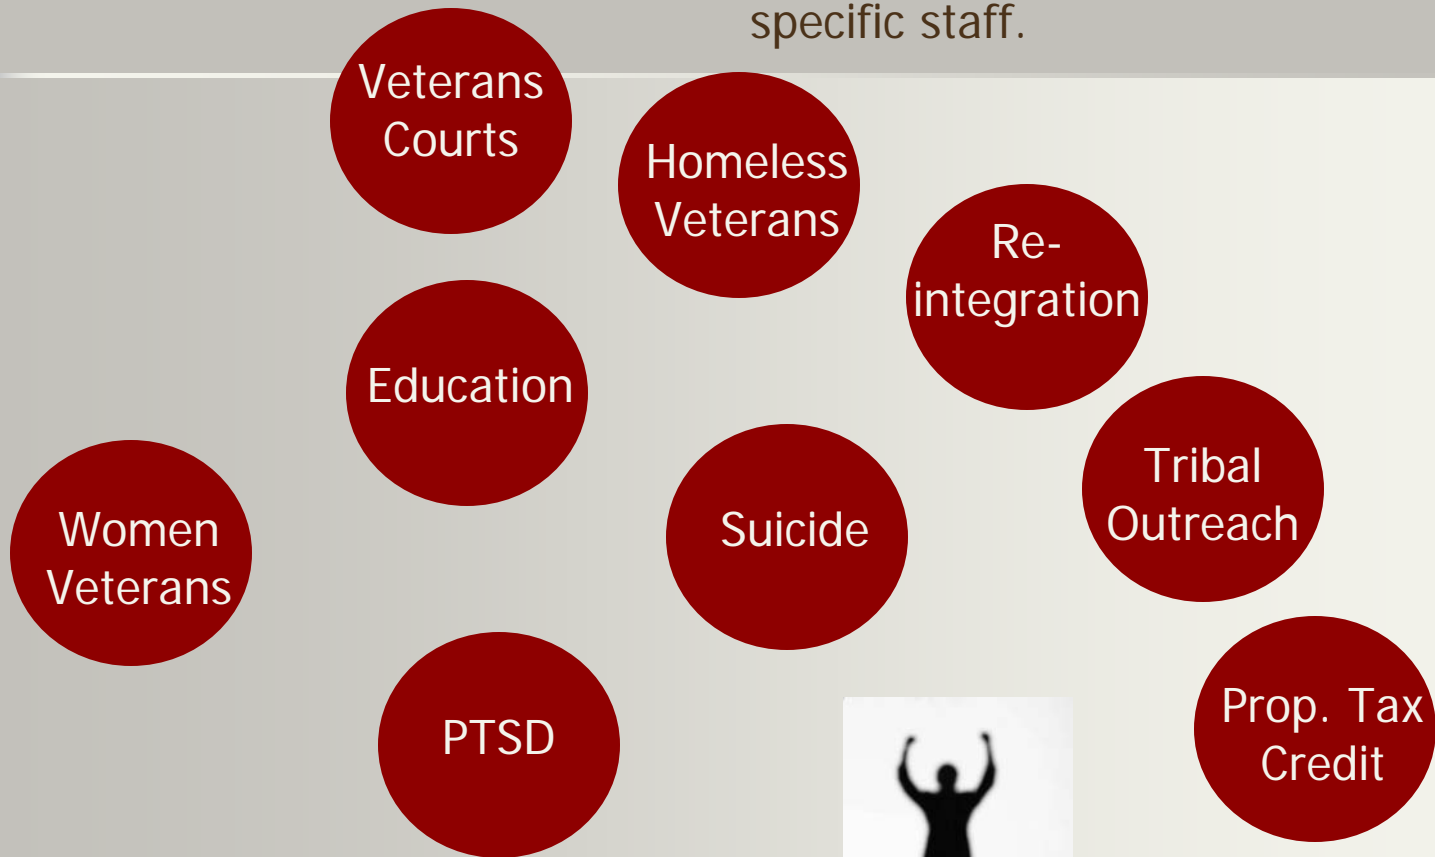 specific staff.
Veterans
Courts
Homeless
Veterans
Re-
integration
Education
Tribal
Outreach
Women
Veterans
Suicide
PTSD
Prop. Tax
Credit